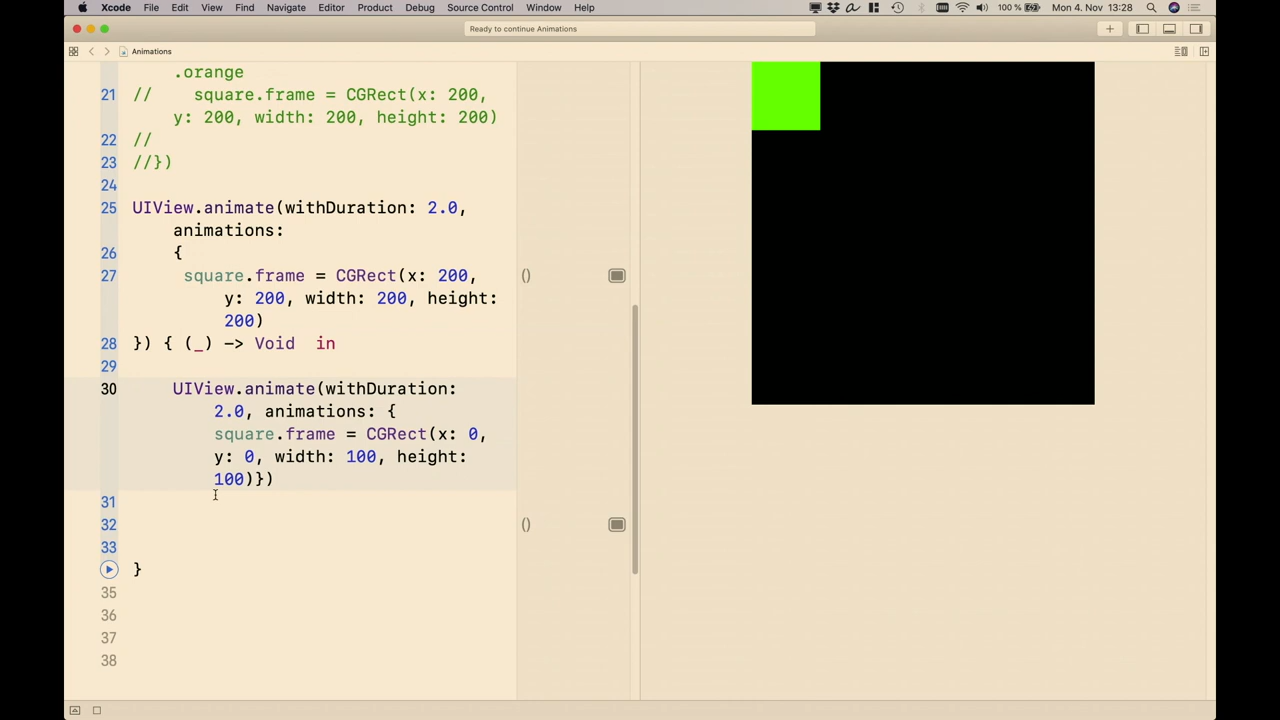 Xcode File Edit View Find Navigate Editor Product Debug Source Control Window Help 100 % Mon 4. Nov 13:28
Ready to continue Animations
Animations
.orange
21 // square.frame = CGRect(x: 200,
y: 200, width: 200, height: 200)
22 //
23 //})
24
25 UIView.animate(withDuration: 2.0,
animations:
26 {
27 square.frame = CGRect(x: 200, ()
y: 200, width: 200, height:
200)
28 }) { (_) -> Void in
29
30 UIView.animate(withDuration:
2.0, animations: {
square.frame = CGRect(x: 0,
y: 0, width: 100, height:
100)})
31
32 ()
33
}
35
36
37
38